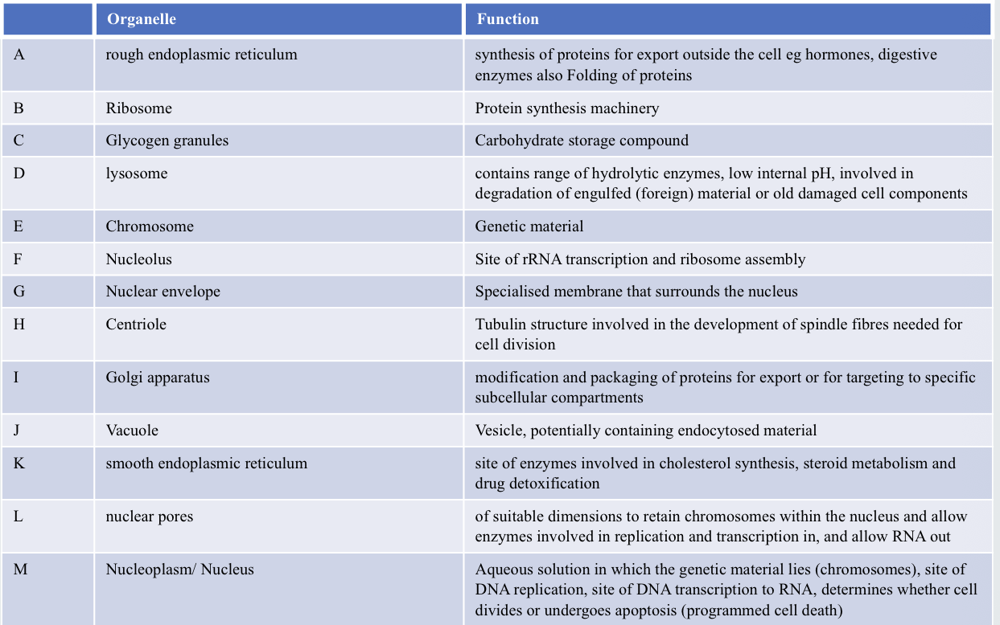 Organelle Function
A rough endoplasmic reticulum synthesis of proteins for export outside the cell eg hormones, digestive
enzymes also Folding of proteins
B Ribosome Protein synthesis machinery
C Glycogen granules Carbohydrate storage compound
D lysosome contains range of hydrolytic enzymes, low internal pH, involved in
degradation of engulfed (foreign) material or old damaged cell components
E Chromosome Genetic material
F Nucleolus Site of rRNA transcription and ribosome assembly
G Nuclear envelope Specialised membrane that surrounds the nucleus
H Centriole Tubulin structure involved in the development of spindle fibres needed for
cell division
I Golgi apparatus modification and packaging of proteins for export or for targeting to specific
subcellular compartments
J Vacuole Vesicle, potentially containing endocytosed material
K smooth endoplasmic reticulum site of enzymes involved in cholesterol synthesis, steroid metabolism and
drug detoxification
L nuclear pores of suitable dimensions to retain chromosomes within the nucleus and allow
enzymes involved in replication and transcription in, and allow RNA out
M Nucleoplasm/ Nucleus Aqueous solution in which the genetic material lies (chromosomes), site of
DNA replication, site of DNA transcription to RNA, determines whether cell
divides or undergoes apoptosis (programmed cell death)